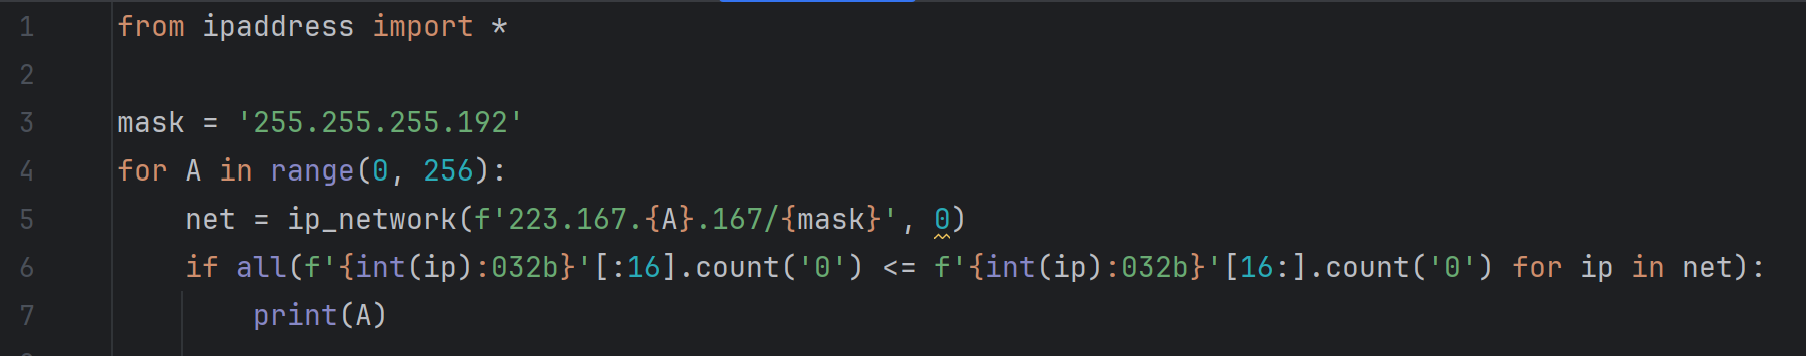 1 from ipaddress import *
2
3 mask = '255.255.255.192'
4 for A in range(0, 256):
5     net = ip_network(f'223.167.{A}.167/{mask}', 0)
6     if all(f'{int(ip):032b}'[:16].count('0') <= f'{int(ip):032b}'[16:].count('0') for ip in net):
7         print(A)